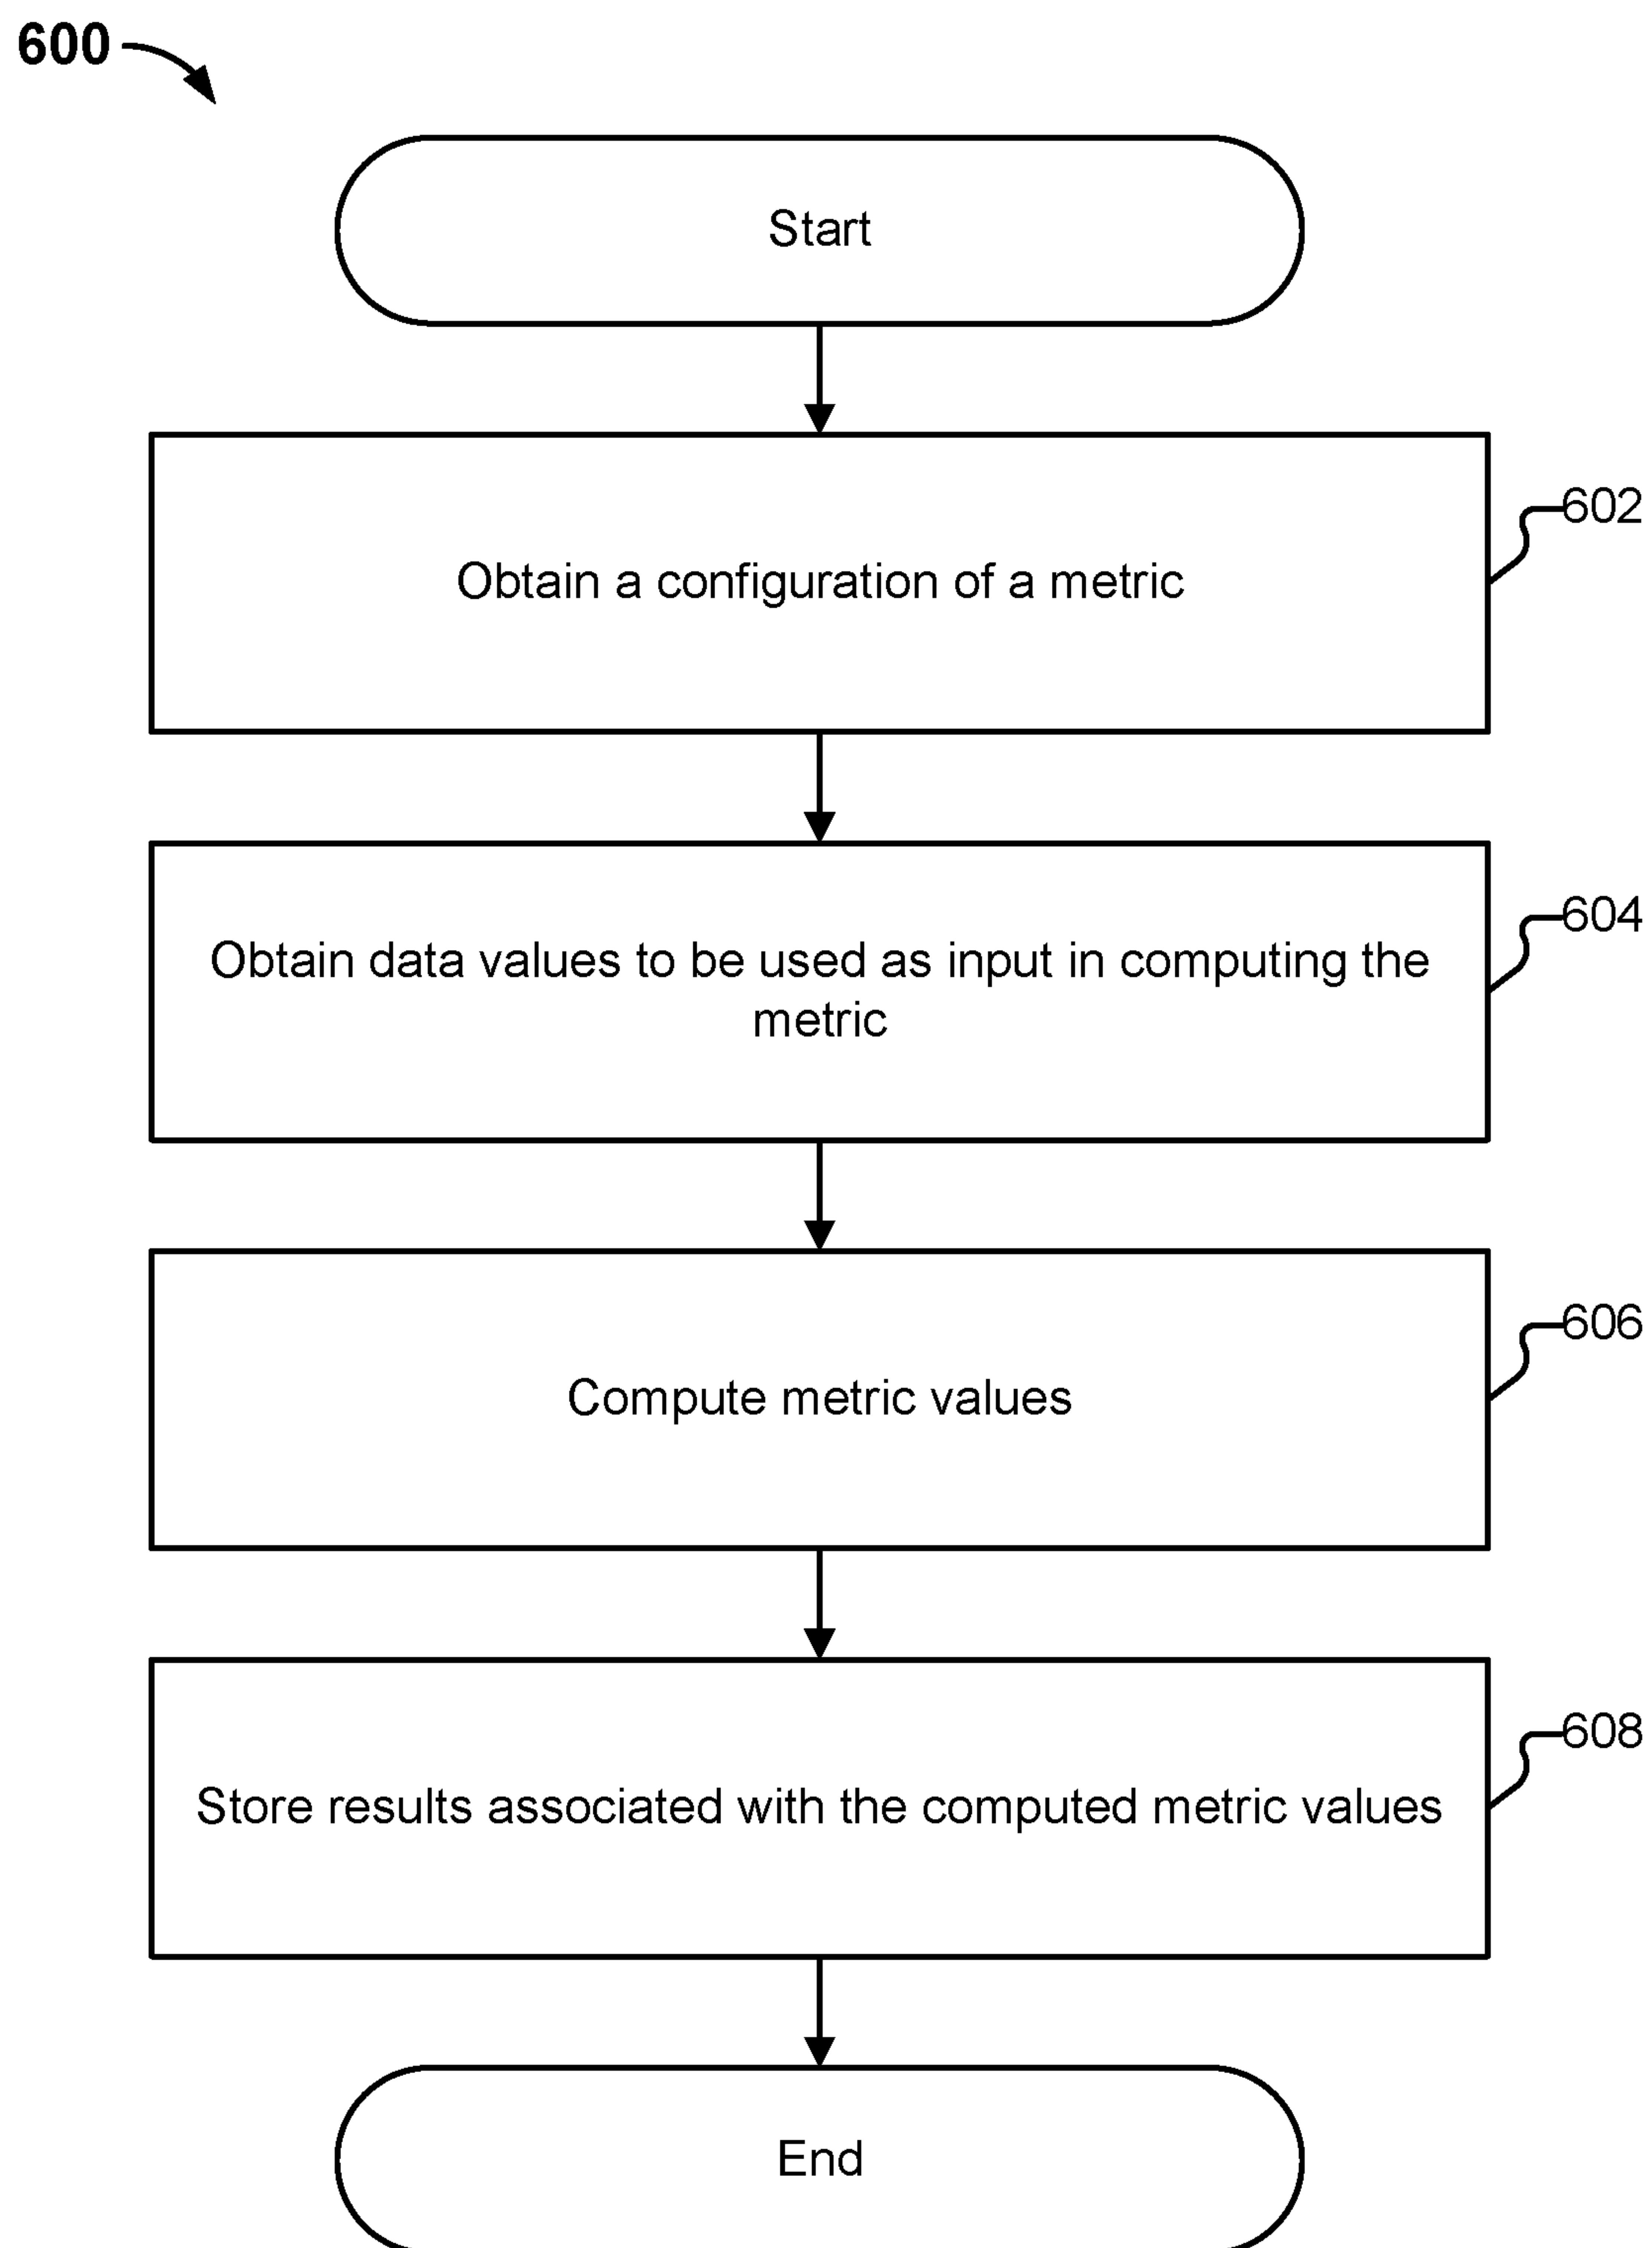 600
Start
Obtain a configuration of a metric
602
Obtain data values to be used as input in computing the
metric
604
Compute metric values
606
Store results associated with the computed metric values
608
End